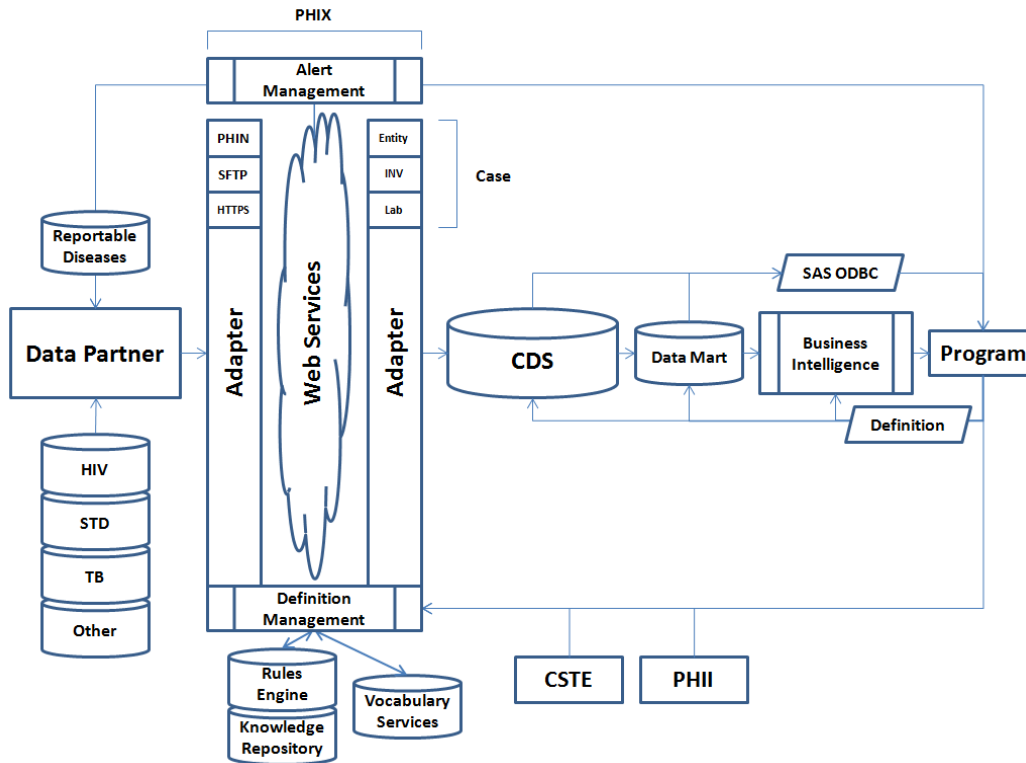 PHIX
Alert
Management
PHIN
SFTP
HTTPS
Entity
INV
Lab
Case
Reportable
Diseases
Data Partner
Adapter
Web Services
Adapter
CDS
Data Mart
SAS ODBC
Business
Intelligence
Program
Definition
HIV
STD
TB
Other
Definition
Management
Rules
Engine
Knowledge
Repository
Vocabulary
Services
CSTE
PHII